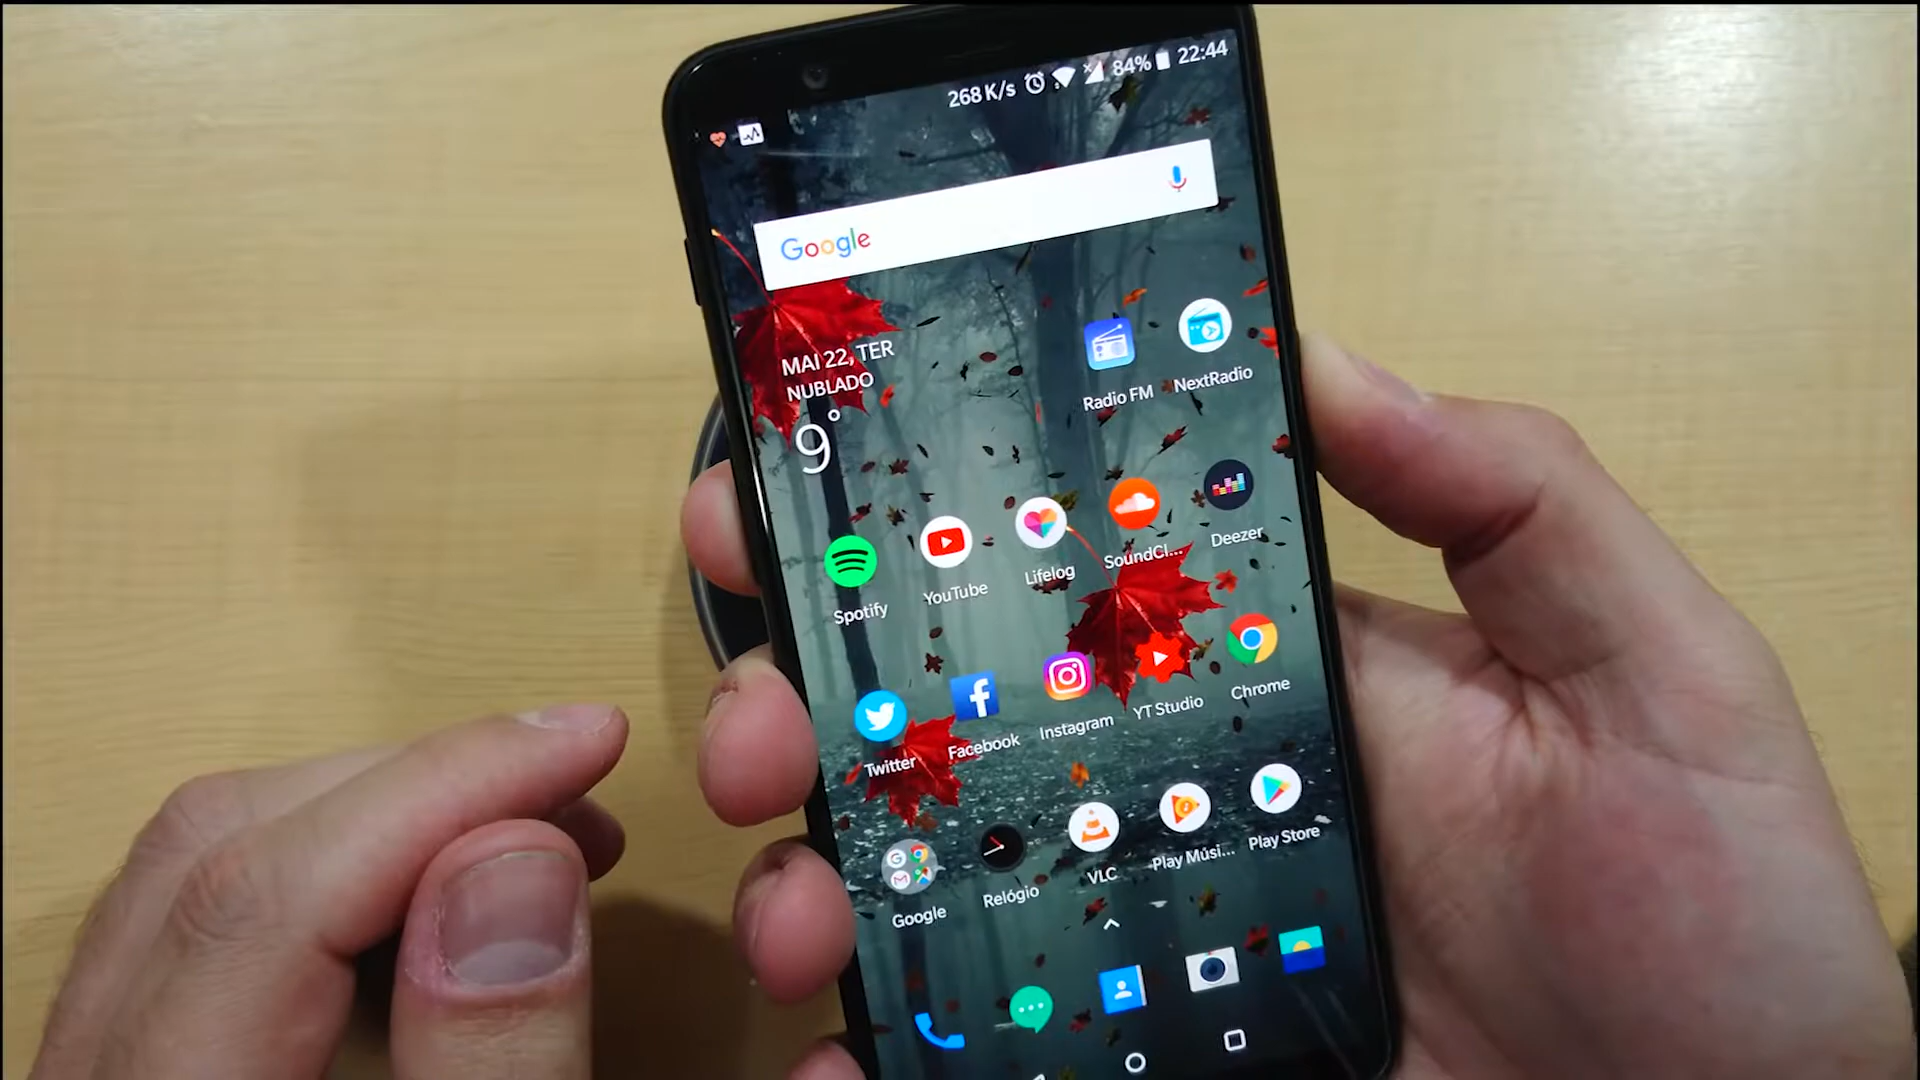 268 K/s 84% 22:44
Google
MAI 22, TER
NUBLADO
9°
Radio FM
NextRadio
Spotify
YouTube
Lifelog
SoundCl...
Deezer
Twitter
Facebook
Instagram
YT Studio
Chrome
Google
Relógio
VLC
Play Músi...
Play Store